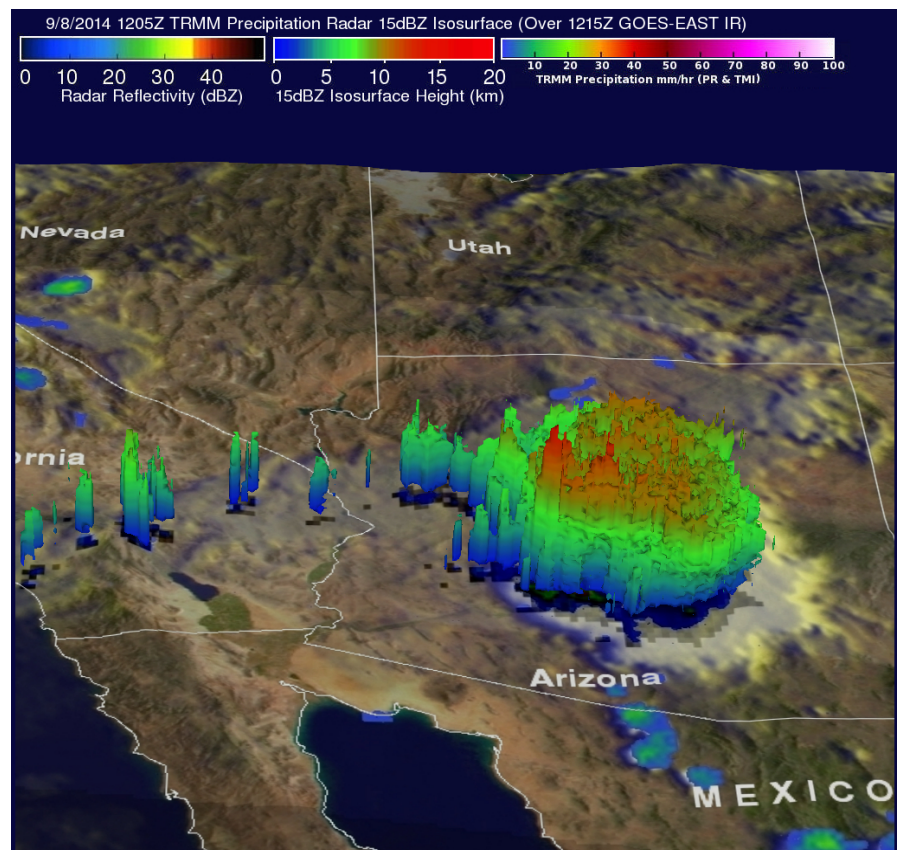 9/8/2014 1205Z TRMM Precipitation Radar 15dBZ Isosurface (Over 1215Z GOES-EAST IR)
0 10 20 30 40
Radar Reflectivity (dBZ)
0 5 10 15 20
15dBZ Isosurface Height (km)
10 20 30 40 50 60 70 80 90 100
TRMM Precipitation mm/hr (PR & TMI)
Nevada
Utah
ornia
Arizona
MEXICO